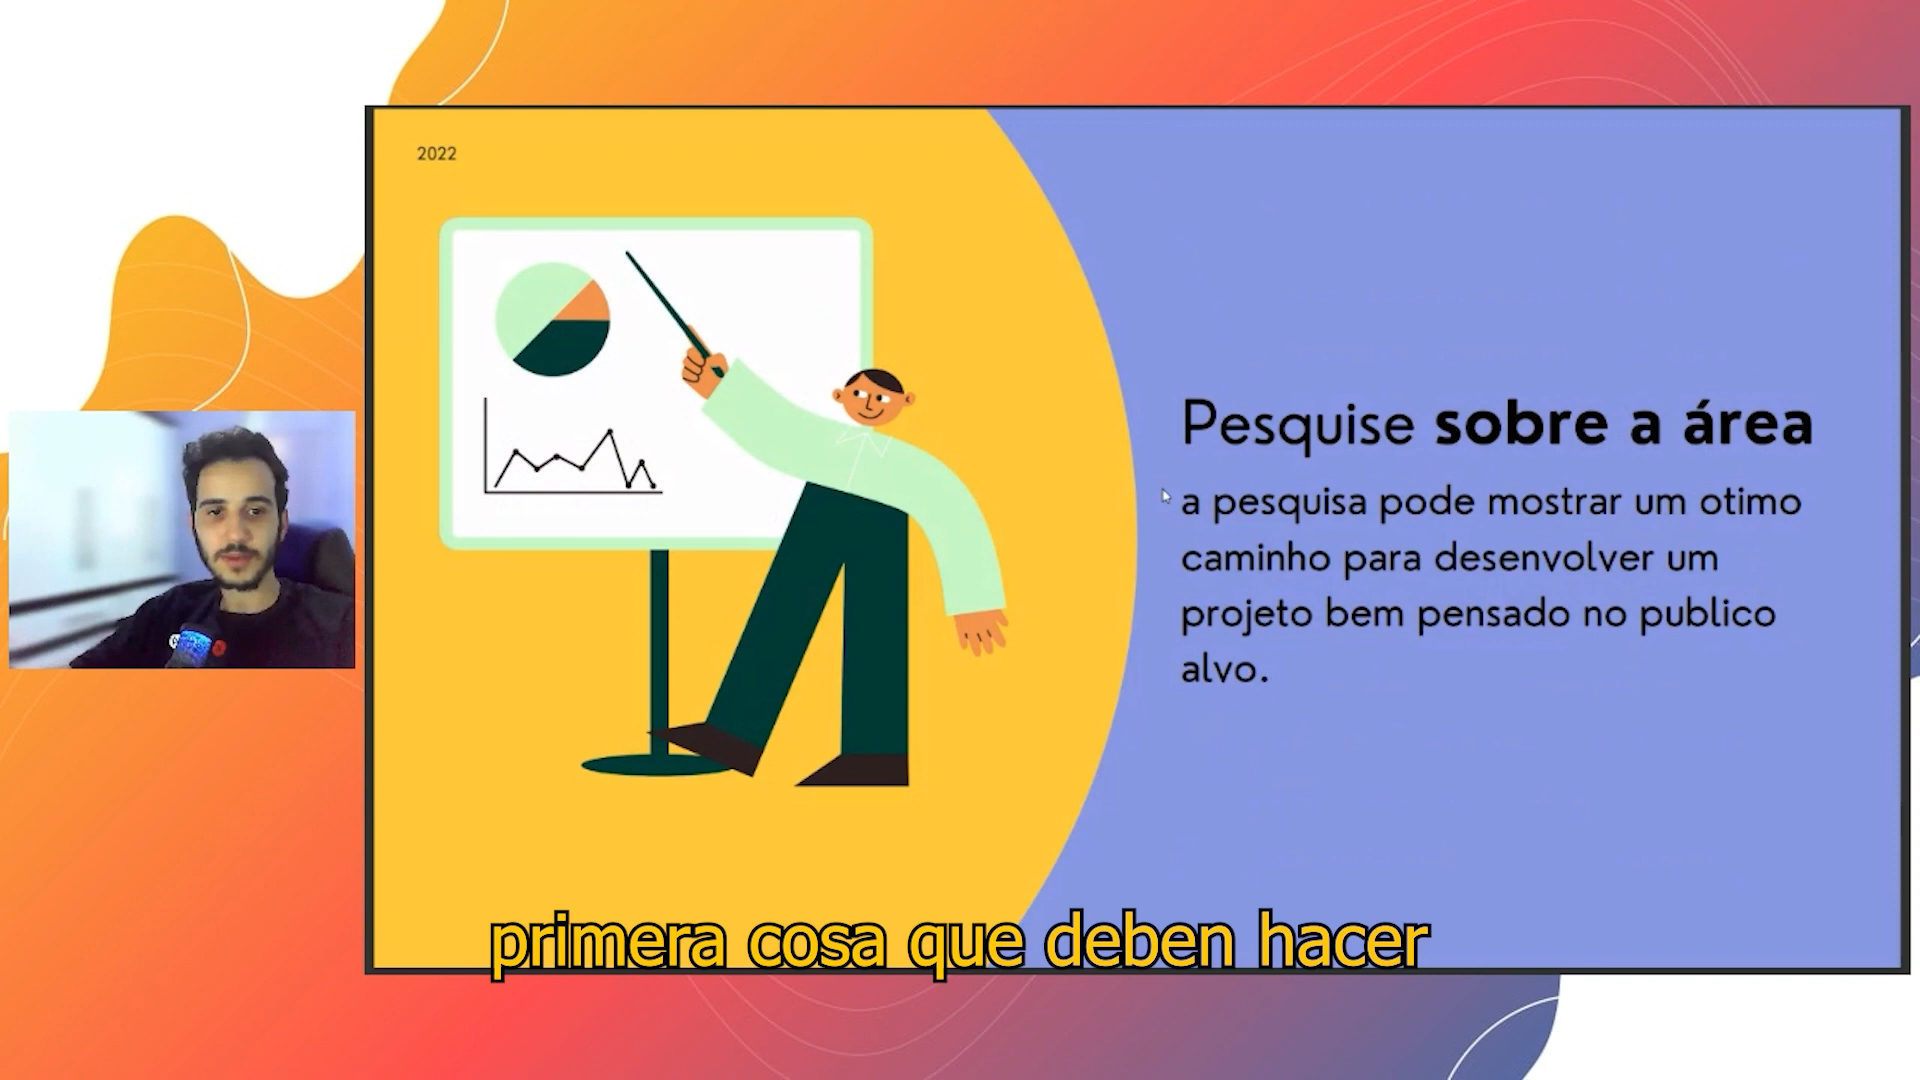 2022
Pesquise sobre a área
a pesquisa pode mostrar um otimo
caminho para desenvolver um
projeto bem pensado no publico
alvo.
primera cosa que deben hacer